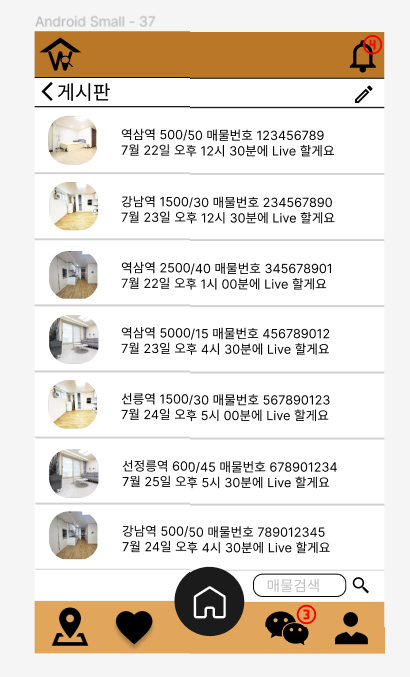 Android Small - 37
4
게시판
역삼역 500/50 매물번호 123456789
7월 22일 오후 12시 30분에 Live 할게요
강남역 1500/30 매물번호 234567890
7월 23일 오후 12시 30분에 Live 할게요
역삼역 2500/40 매물번호 345678901
7월 22일 오후 1시 00분에 Live 할게요
역삼역 5000/15 매물번호 456789012
7월 23일 오후 4시 30분에 Live 할게요
선릉역 1500/30 매물번호 567890123
7월 24일 오후 5시 00분에 Live 할게요
선정릉역 600/45 매물번호 678901234
7월 25일 오후 5시 30분에 Live 할게요
강남역 500/50 매물번호 789012345
7월 24일 오후 4시 30분에 Live 할게요
매물검색
3